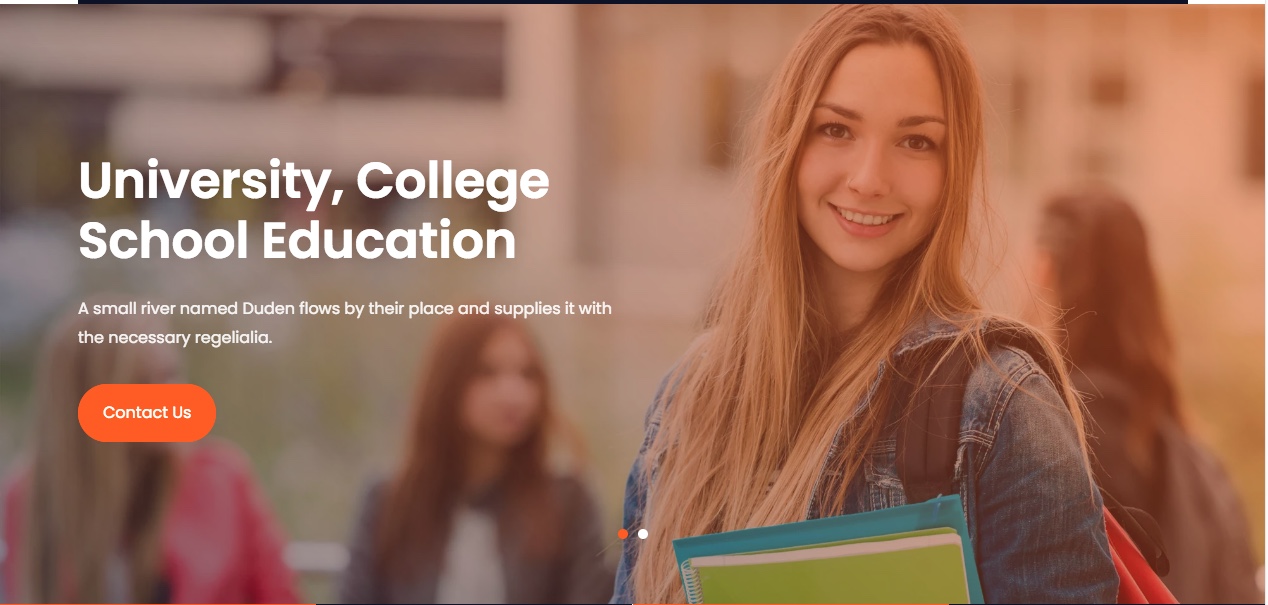 University, College
School Education
A small river named Duden flows by their place and supplies it with
the necessary regelialia.
Contact Us